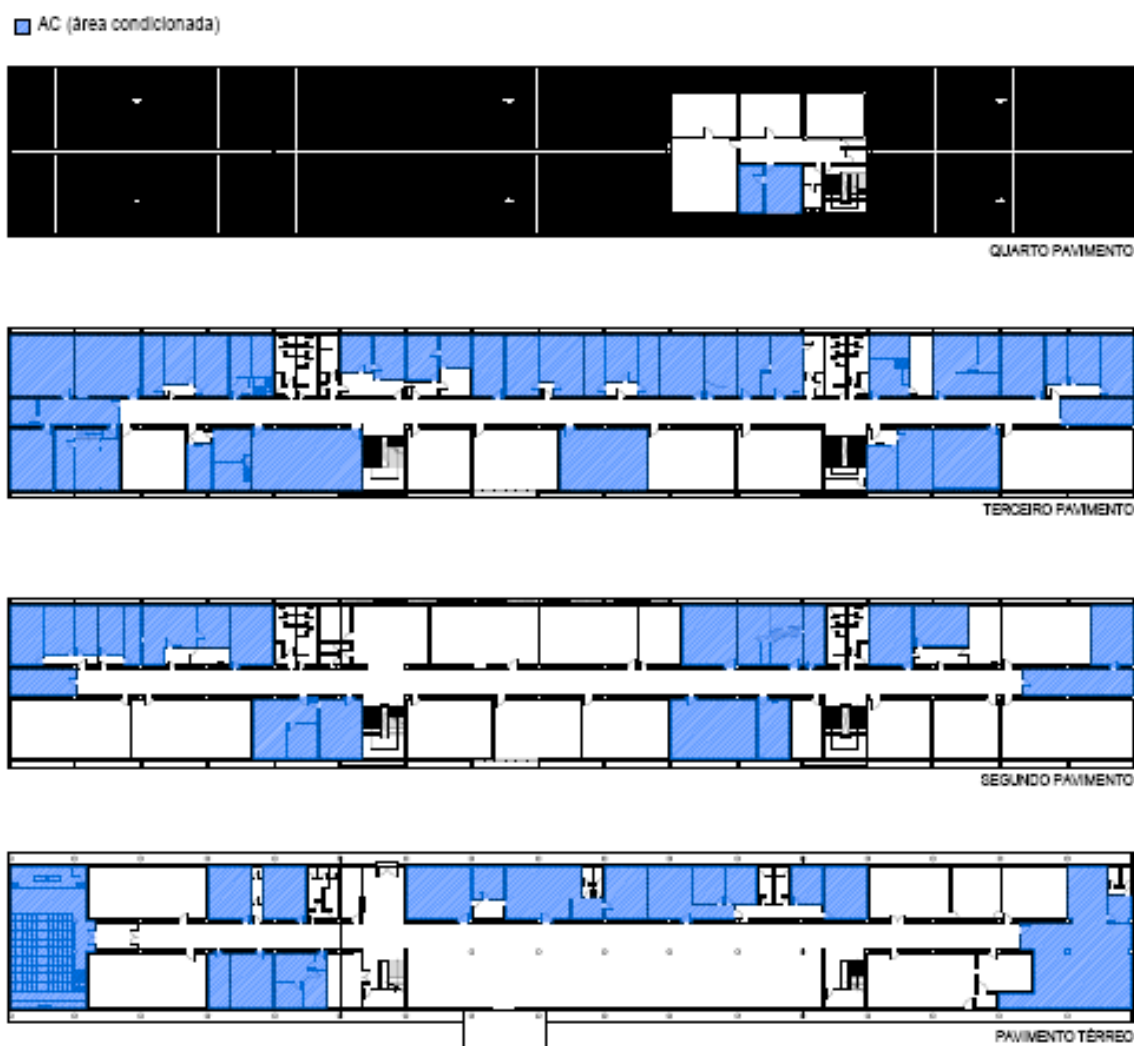 AC (área condicionada)
QUARTO PAVIMENTO
TERCEIRO PAVIMENTO
SEGUNDO PAVIMENTO
PAVIMENTO TÉRREO